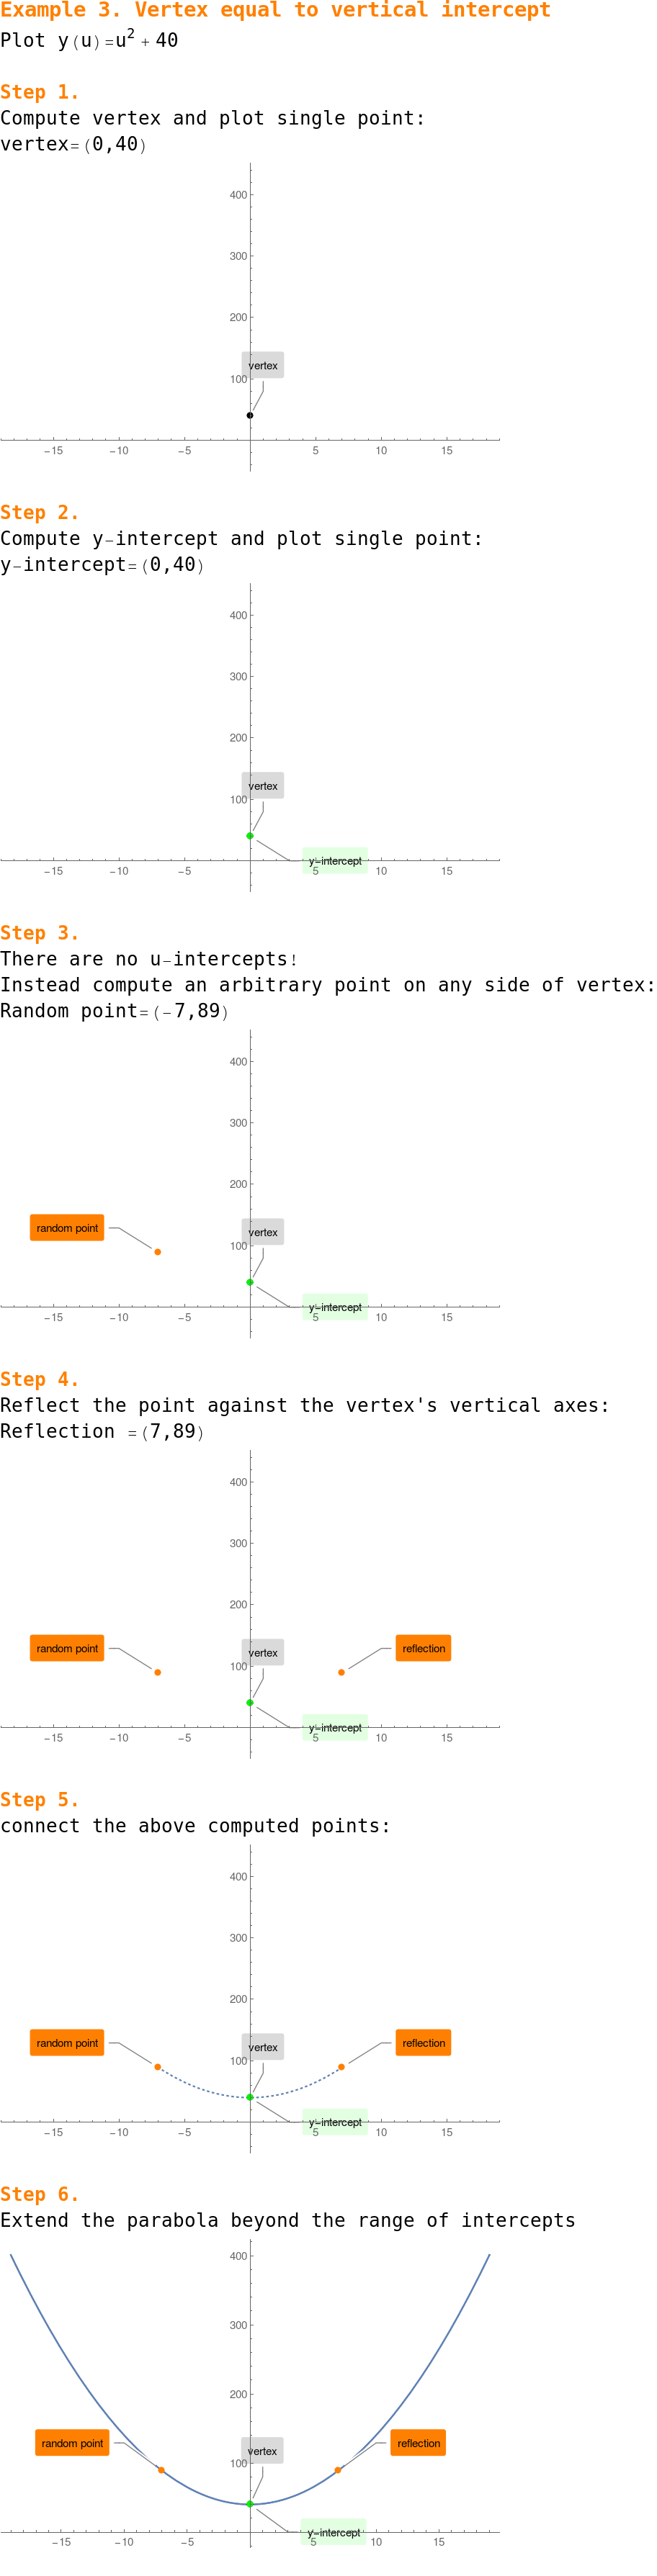 Example 3. Vertex equal to vertical intercept
Plot y(u)=u²+40
Step 1.
Compute vertex and plot single point:
vertex=(0,40)
400
300
200
vertex
100
−15 −10 −5 5 10 15
Step 2.
Compute y−intercept and plot single point:
y−intercept=(0,40)
400
300
200
vertex
100
y−intercept
−15 −10 −5 5 10 15
Step 3.
There are no u−intercepts!
Instead compute an arbitrary point on any side of vertex:
Random point=(−7,89)
400
300
200
random point vertex
100
y−intercept
−15 −10 −5 5 10 15
Step 4.
Reflect the point against the vertex's vertical axes:
Reflection =(7,89)
400
300
200
random point vertex reflection
100
y−intercept
−15 −10 −5 5 10 15
Step 5.
connect the above computed points:
400
300
200
random point vertex reflection
100
y−intercept
−15 −10 −5 5 10 15
Step 6.
Extend the parabola beyond the range of intercepts
400
300
200
random point vertex reflection
100
y−intercept
−15 −10 −5 5 10 15